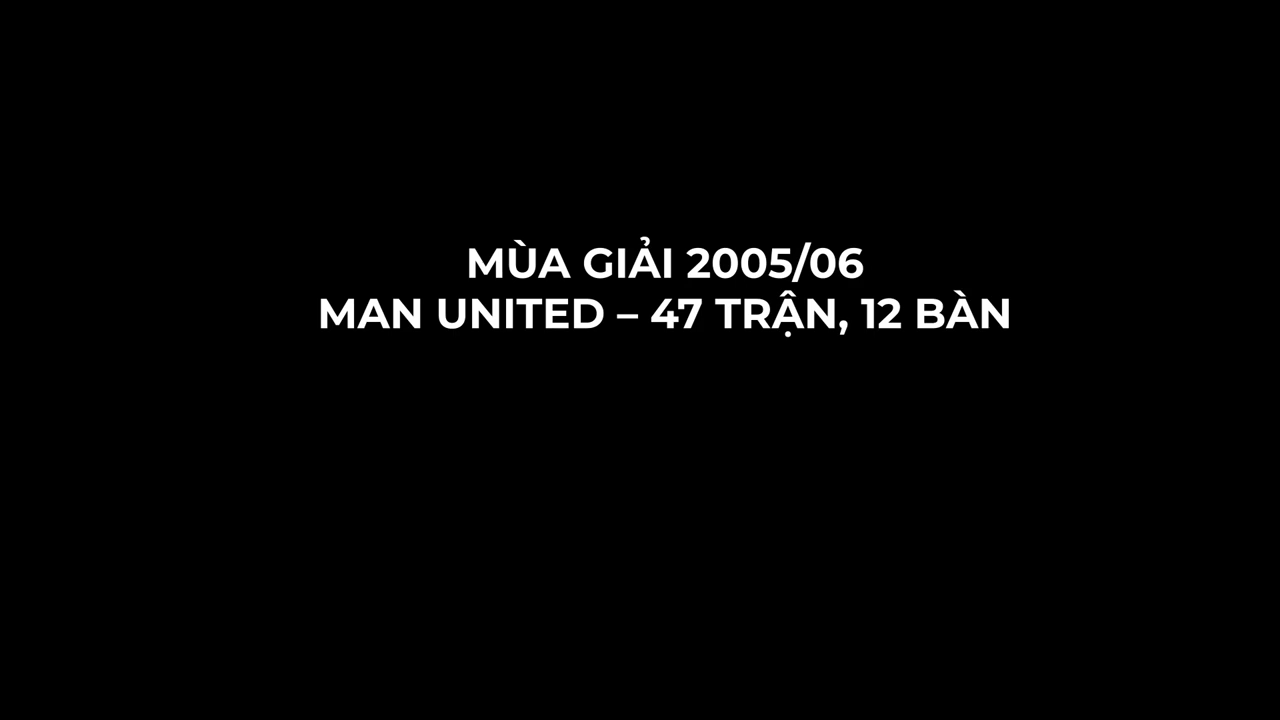 MÙA GIẢI 2005/06
MAN UNITED – 47 TRẬN, 12 BÀN